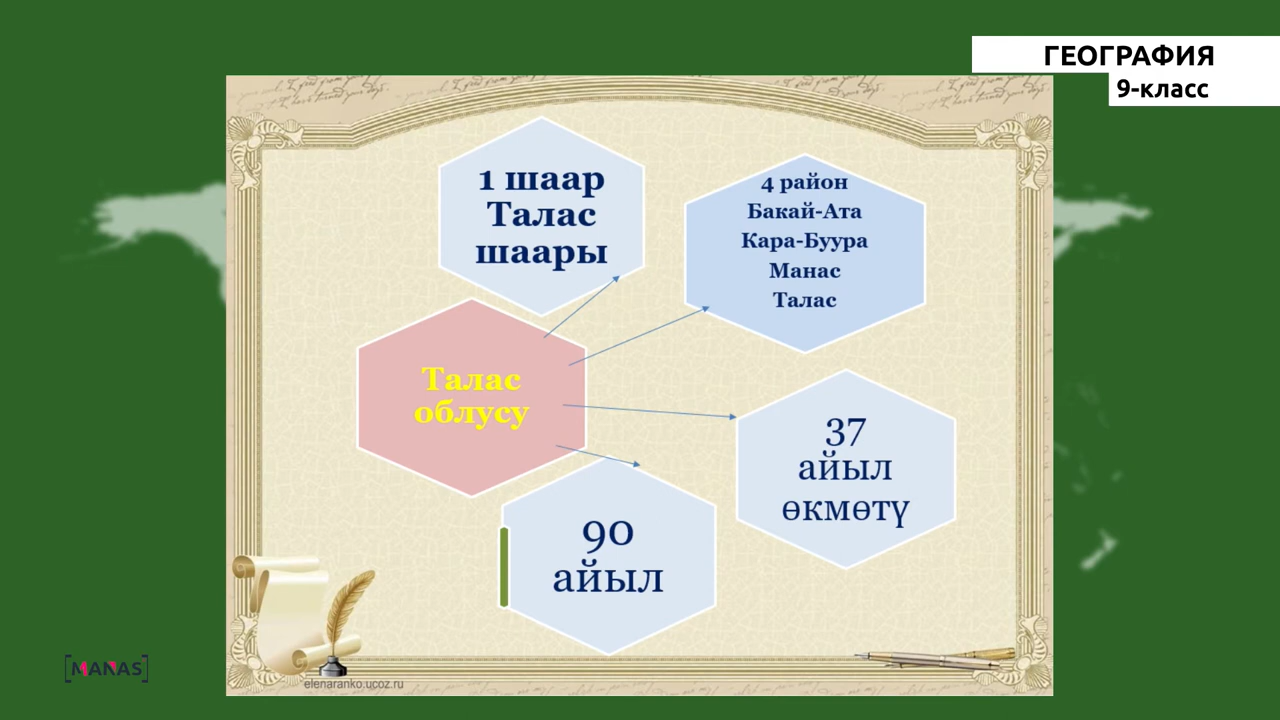 ГЕОГРАФИЯ
9-класс
1 шаар
Талас
шаары
4 район
Бакай-Ата
Кара-Буура
Манас
Талас
Талас
облусу
37
айыл
өкмөтү
90
айыл
[MANAS]
elenaranko.ucoz.ru